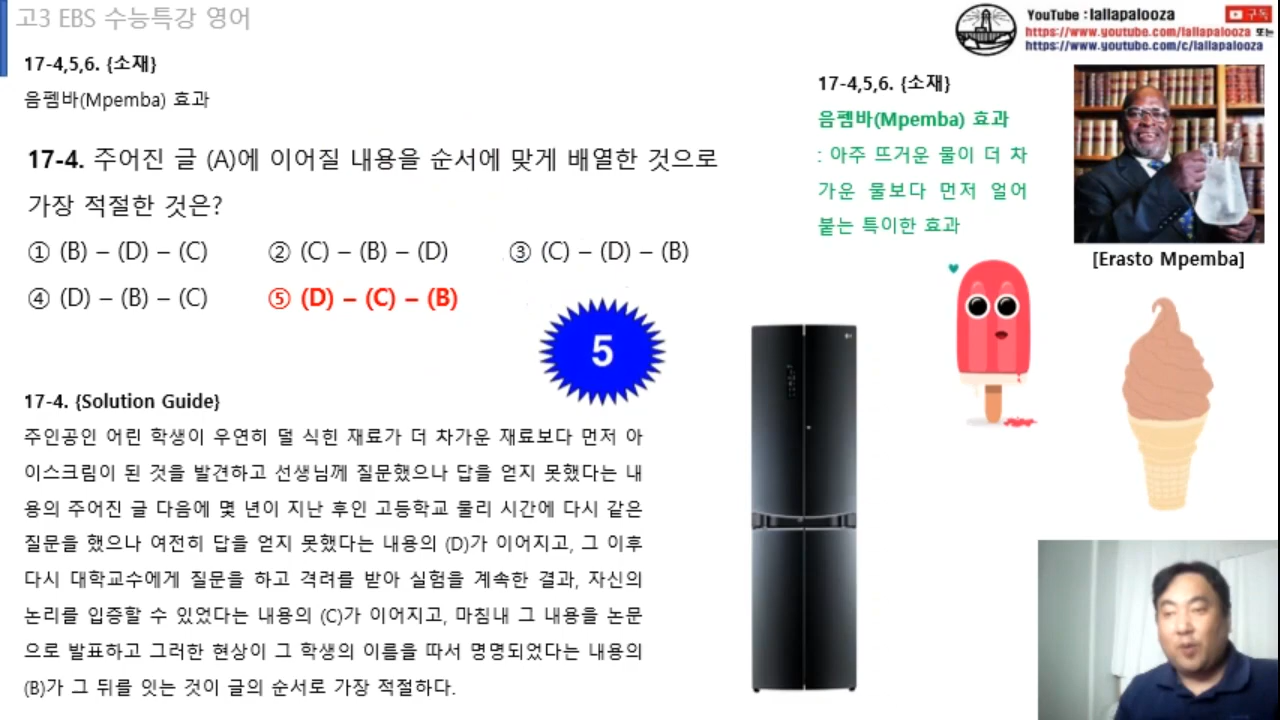 고3 EBS 수능특강 영어
YouTube : lallapalooza
구독
https://www.youtube.com/lallapalooza 또는
https://www.youtube.com/c/lallapalooza
17-4,5,6. {소재}
음펨바(Mpemba) 효과
17-4. 주어진 글 (A)에 이어질 내용을 순서에 맞게 배열한 것으로
가장 적절한 것은?
① (B) – (D) – (C) ② (C) – (B) – (D) ③ (C) – (D) – (B)
④ (D) – (B) – (C) ⑤ (D) – (C) – (B)
5
17-4. {Solution Guide}
주인공인 어린 학생이 우연히 덜 식힌 재료가 더 차가운 재료보다 먼저 아
이스크림이 된 것을 발견하고 선생님께 질문했으나 답을 얻지 못했다는 내
용의 주어진 글 다음에 몇 년이 지난 후인 고등학교 물리 시간에 다시 같은
질문을 했으나 여전히 답을 얻지 못했다는 내용의 (D)가 이어지고, 그 이후
다시 대학교수에게 질문을 하고 격려를 받아 실험을 계속한 결과, 자신의
논리를 입증할 수 있었다는 내용의 (C)가 이어지고, 마침내 그 내용을 논문
으로 발표하고 그러한 현상이 그 학생의 이름을 따서 명명되었다는 내용의
(B)가 그 뒤를 잇는 것이 글의 순서로 가장 적절하다.
17-4,5,6. {소재}
음펨바(Mpemba) 효과
: 아주 뜨거운 물이 더 차
가운 물보다 먼저 얼어
붙는 특이한 효과
[Erasto Mpemba]
LG